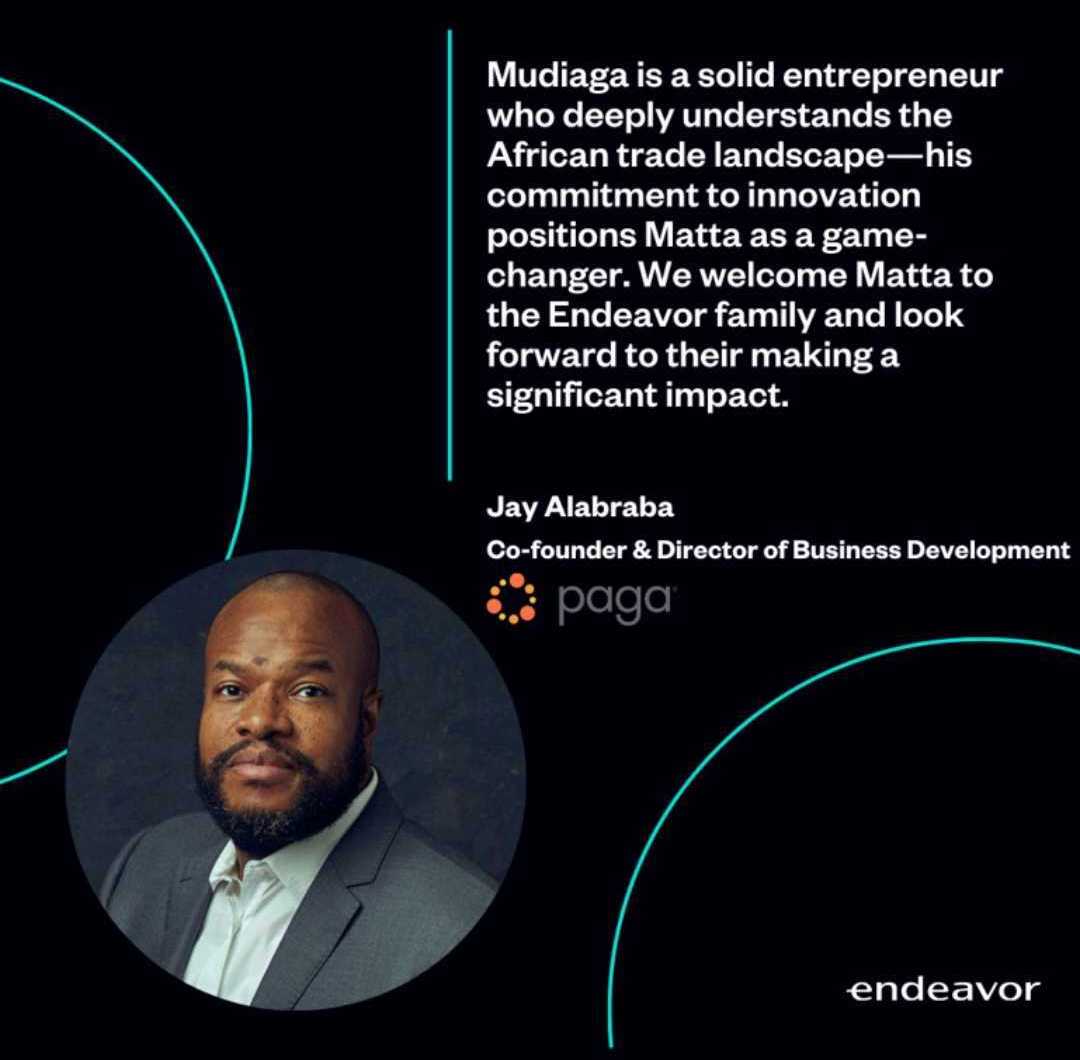 Mudiaga is a solid entrepreneur
who deeply understands the
African trade landscape—his
commitment to innovation
positions Matta as a game-
changer. We welcome Matta to
the Endeavor family and look
forward to their making a
significant impact.
Jay Alabraba
Co-founder & Director of Business Development
paga
endeavor